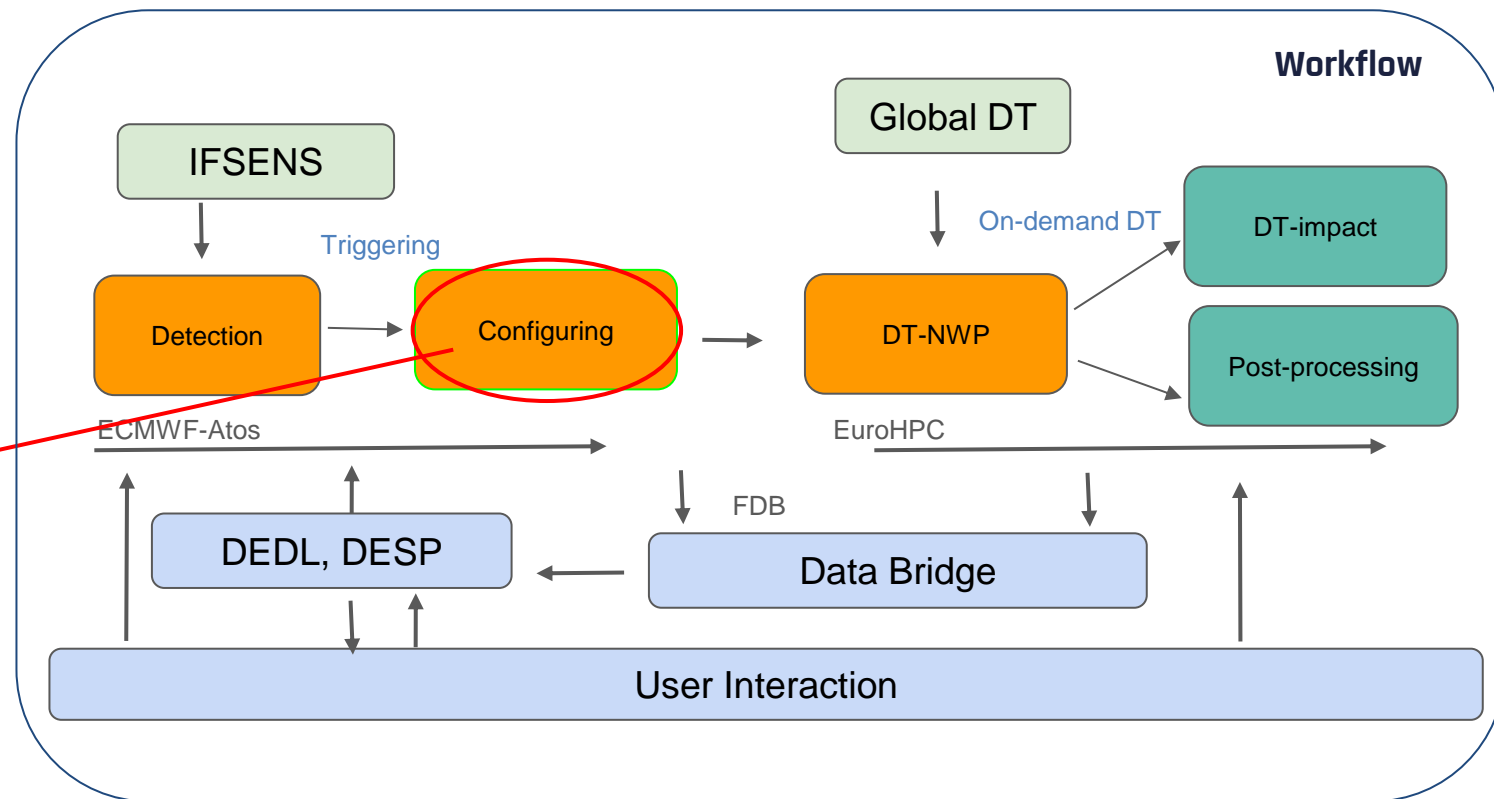 Workflow
Global DT
IFSENS
On-demand DT
DT-impact
Triggering
Detection
Configuring
DT-NWP
Post-processing
ECMWF-Atos
EuroHPC
FDB
DEDL, DESP
Data Bridge
User Interaction